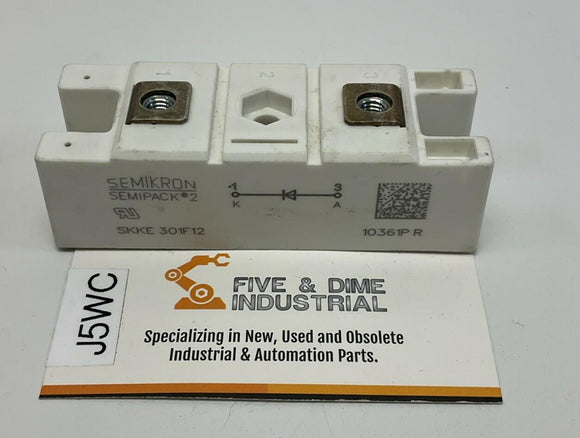 1 2 3
SEMIKRON
SEMIPACK® 2
1 3
K A
SKKE 301F12
10361P R
J5WC
FIVE & DIME
INDUSTRIAL
Specializing in New, Used and Obsolete
Industrial & Automation Parts.